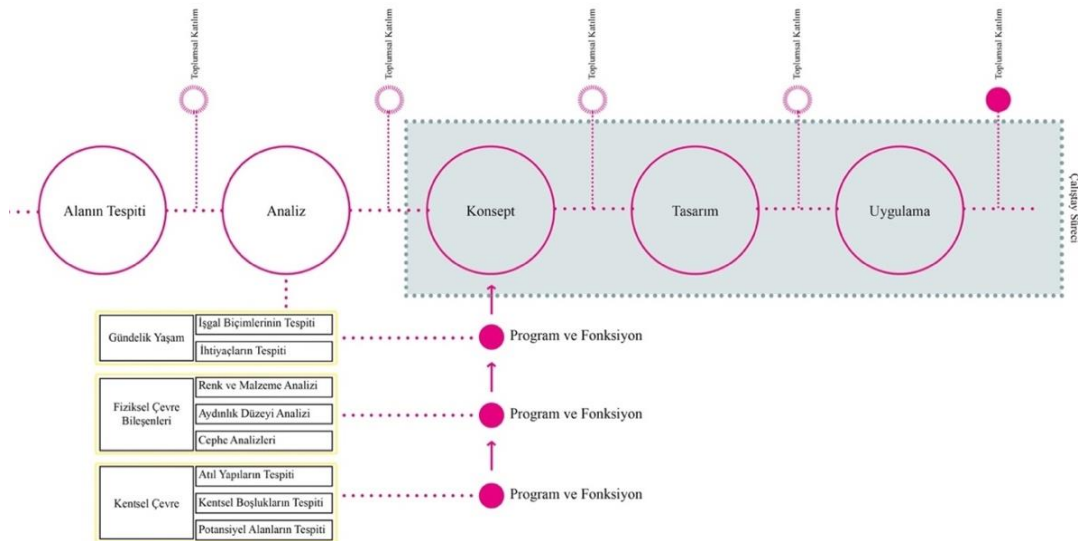 Toplumsal Katılım
Toplumsal Katılım
Toplumsal Katılım
Toplumsal Katılım
Toplumsal Katılım
Alanın Tespiti
Analiz
Konsept
Tasarım
Uygulama
Çalıştay Süreci
Gündelik Yaşam
İşgal Biçimlerinin Tespiti
İhtiyaçların Tespiti
Program ve Fonksiyon
Fiziksel Çevre
Bileşenleri
Renk ve Malzeme Analizi
Aydınlık Düzeyi Analizi
Cephe Analizleri
Program ve Fonksiyon
Kentsel Çevre
Atıl Yapıların Tespiti
Kentsel Boşlukların Tespiti
Potansiyel Alanların Tespiti
Program ve Fonksiyon